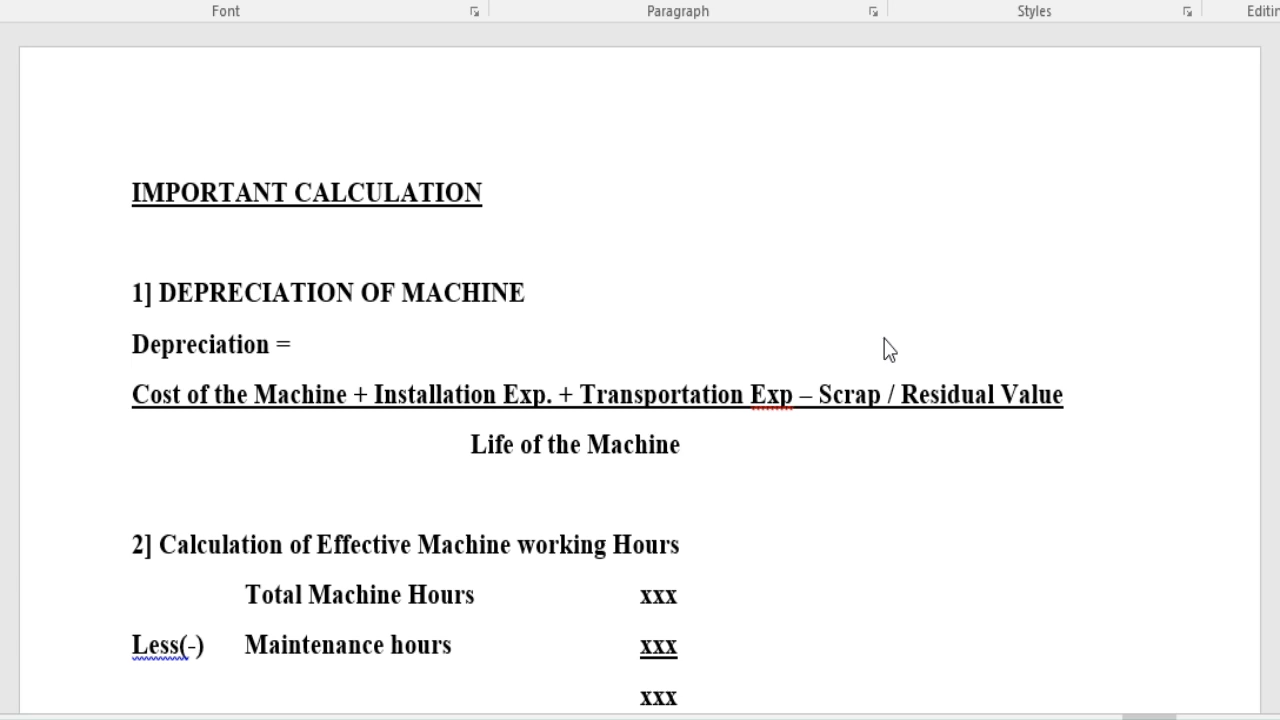 Font Paragraph Styles
IMPORTANT CALCULATION
1] DEPRECIATION OF MACHINE
Depreciation =
Cost of the Machine + Installation Exp. + Transportation Exp – Scrap / Residual Value
Life of the Machine
2] Calculation of Effective Machine working Hours
Total Machine Hours xxx
Less(-) Maintenance hours xxx
xxx